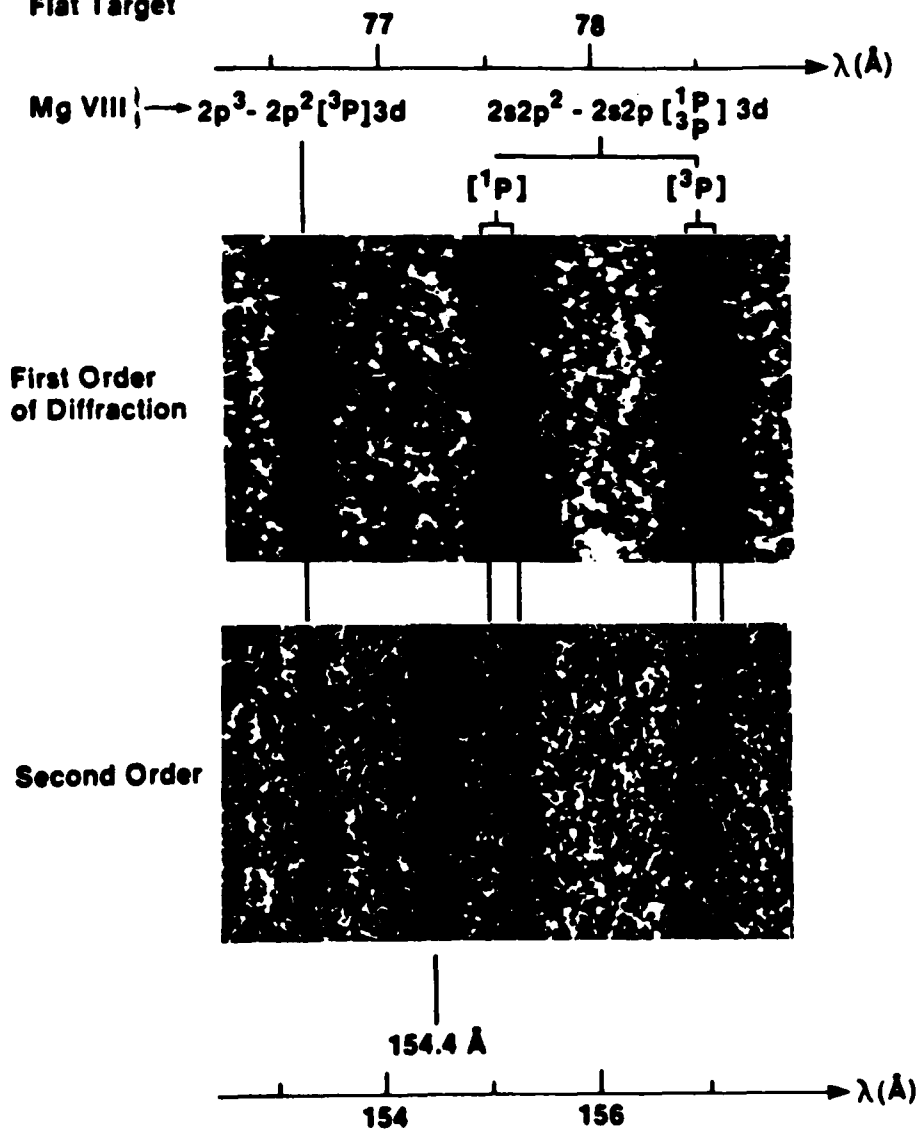 Flat Target
77 78
λ(Å)
Mg VIII } → 2p³- 2p²[³P]3d 2s2p² - 2s2p [¹P ³P] 3d
[¹P] [³P]
First Order
of Diffraction
Second Order
154.4 Å
λ(Å)
154 156